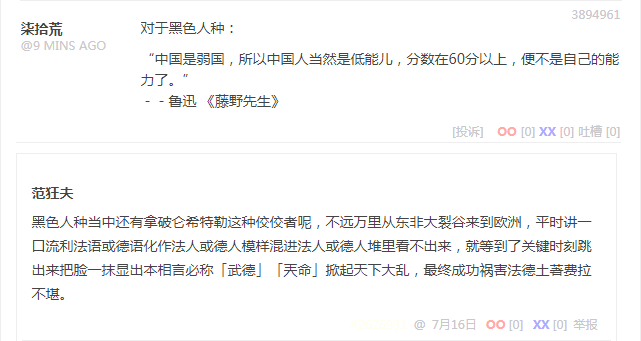 3894961
柒拾荒
@9 MINS AGO
对于黑色人种：
“中国是弱国，所以中国人当然是低能儿，分数在60分以上，便不是自己的能
力了。”
－－鲁迅 《藤野先生》
[投诉] OO [0] XX [0] 吐槽 [0]
范狂夫
黑色人种当中还有拿破仑希特勒这种佼佼者呢，不远万里从东非大裂谷来到欧洲，平时讲一
口流利法语或德语化作法人或德人模样混进法人或德人堆里看不出来，就等到了关键时刻跳
出来把脸一抹显出本相言必称「武德」「天命」掀起天下大乱，最终成功祸害法德土著费拉
不堪。
@ 7月16日 OO [0] XX [0] 举报